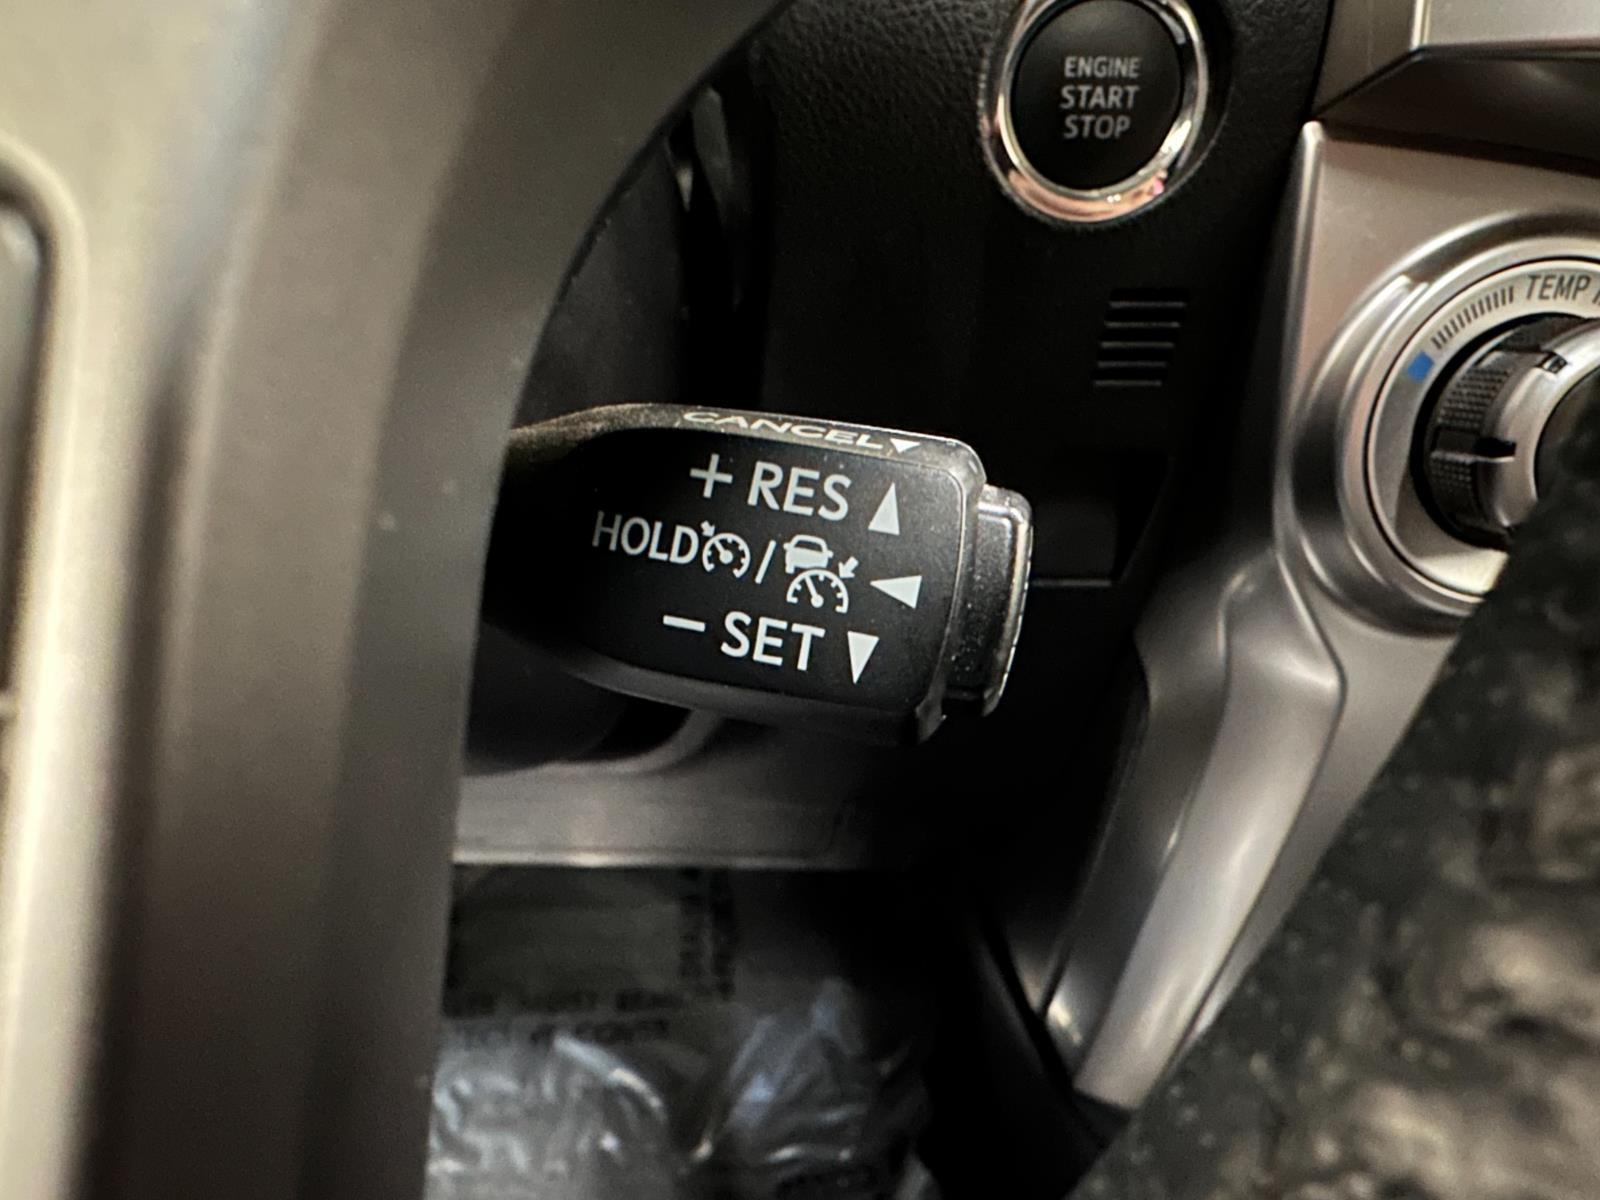 ENGINE
START
STOP
TEMP
CANCEL
+ RES
HOLD /
− SET